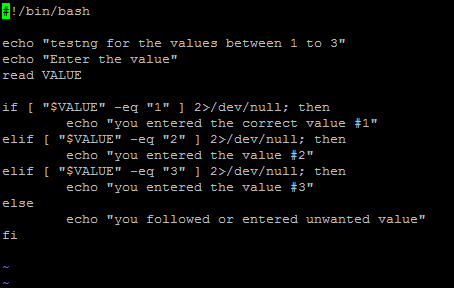 #!/bin/bash
echo "testng for the values between 1 to 3"
echo "Enter the value"
read VALUE
if [ "$VALUE" -eq "1" ] 2>/dev/null; then
        echo "you entered the correct value #1"
elif [ "$VALUE" -eq "2" ] 2>/dev/null; then
        echo "you entered the value #2"
elif [ "$VALUE" -eq "3" ] 2>/dev/null; then
        echo "you entered the value #3"
else
        echo "you followed or entered unwanted value"
fi
~
~